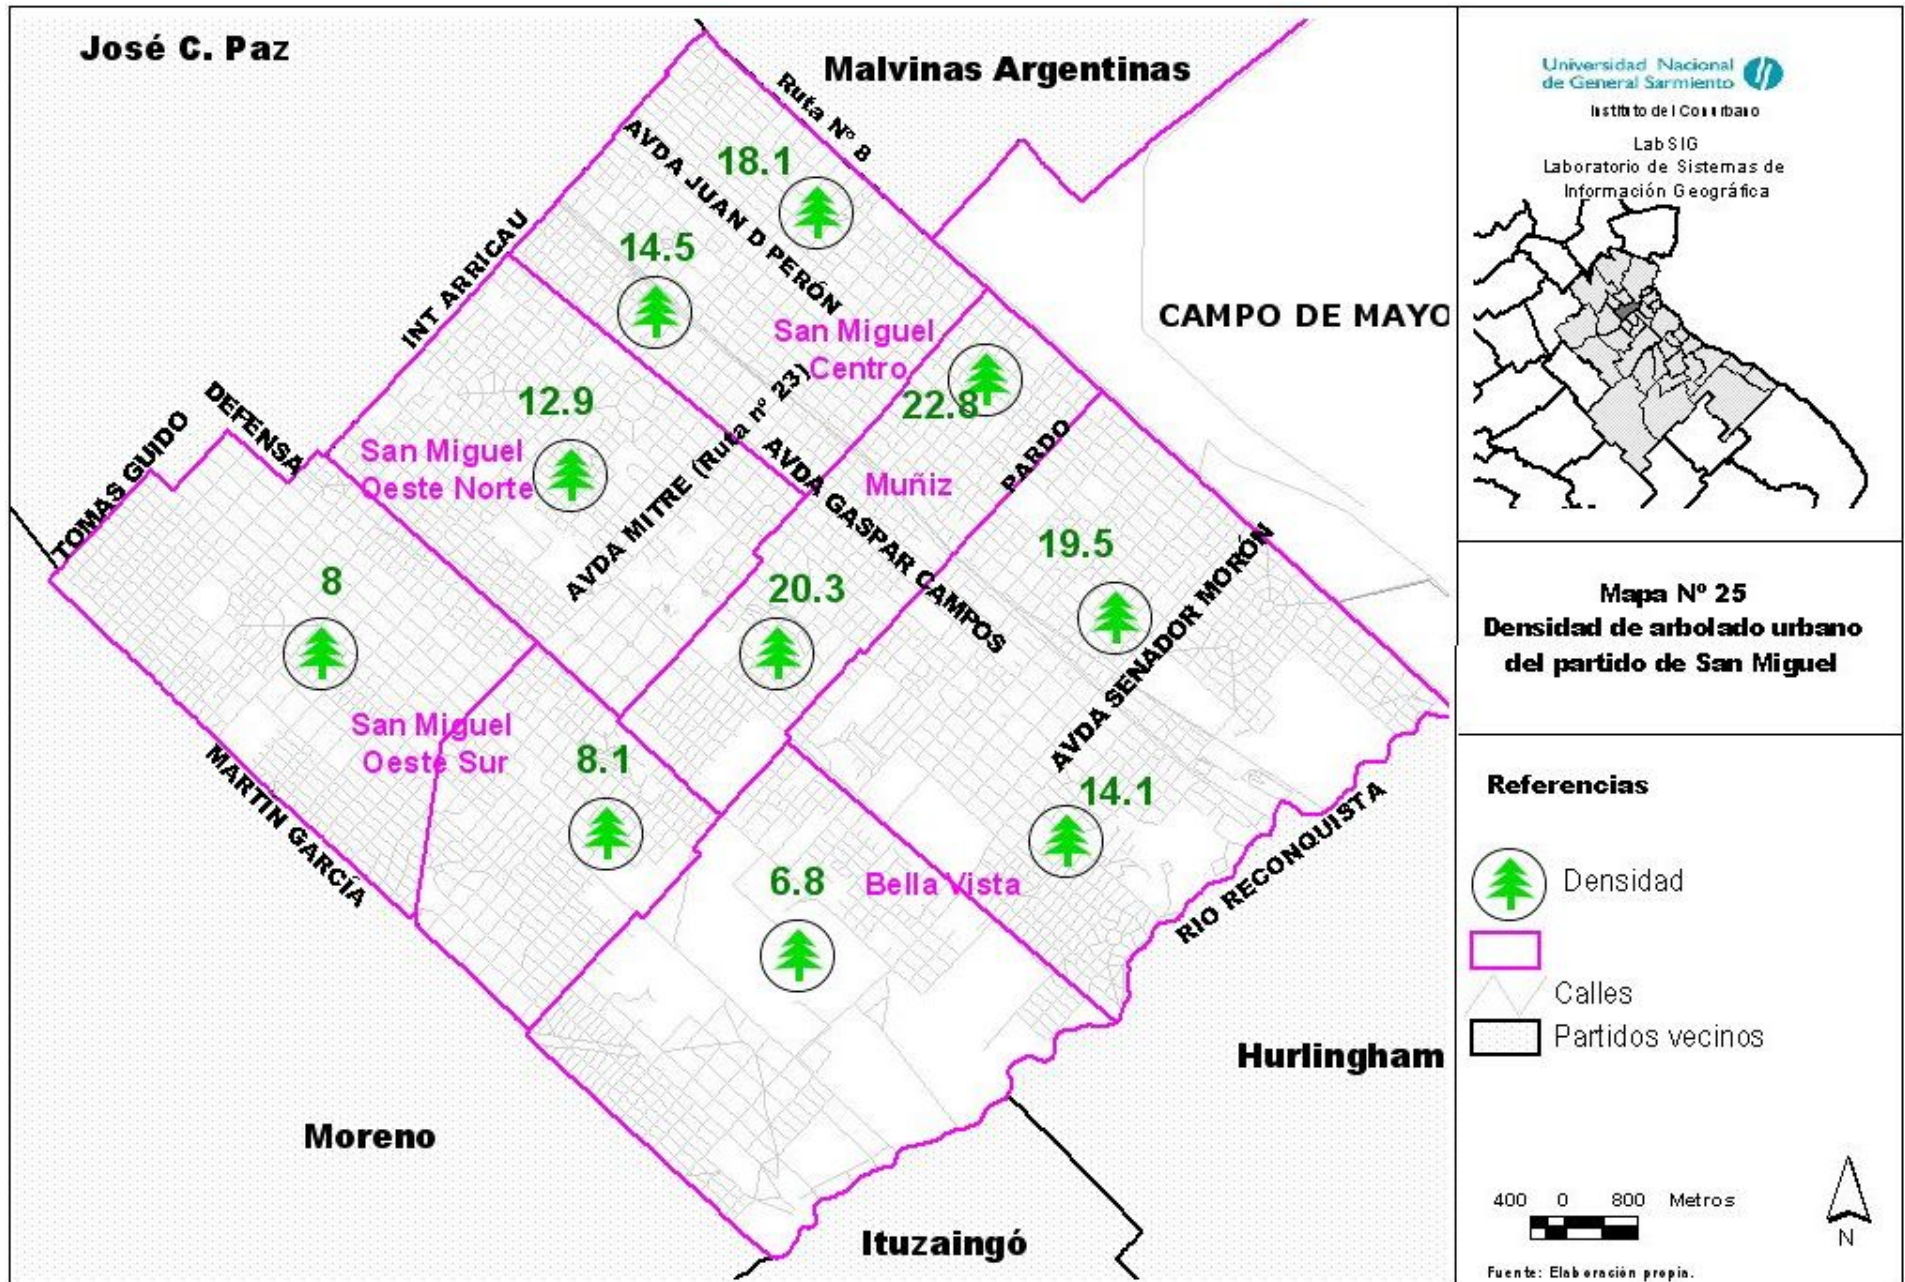 José C. Paz
Malvinas Argentinas
Ruta Nº 8
AVDA JUAN D PERÓN
18.1
14.5
INT ARRICAU
San Miguel
Centro
CAMPO DE MAYO
12.9
22.8
TOMAS GUIDO
DEFENSA
San Miguel
Oeste Norte
AVDA MITRE (Ruta nº 23)
AVDA GASPAR CAMPOS
Muñiz
PARDO
19.5
8
20.3
AVDA SENADOR MORÓN
San Miguel
Oeste Sur
8.1
14.1
MARTIN GARCÍA
6.8
Bella Vista
RIO RECONQUISTA
Hurlingham
Moreno
Ituzaingó
Universidad Nacional
de General Sarmiento
Instituto del Conurbano
LabSIG
Laboratorio de Sistemas de
Información Geográfica
Mapa Nº 25
Densidad de arbolado urbano
del partido de San Miguel
Referencias
Densidad
Calles
Partidos vecinos
400 0 800 Metros
N
Fuente: Elaboración propia.